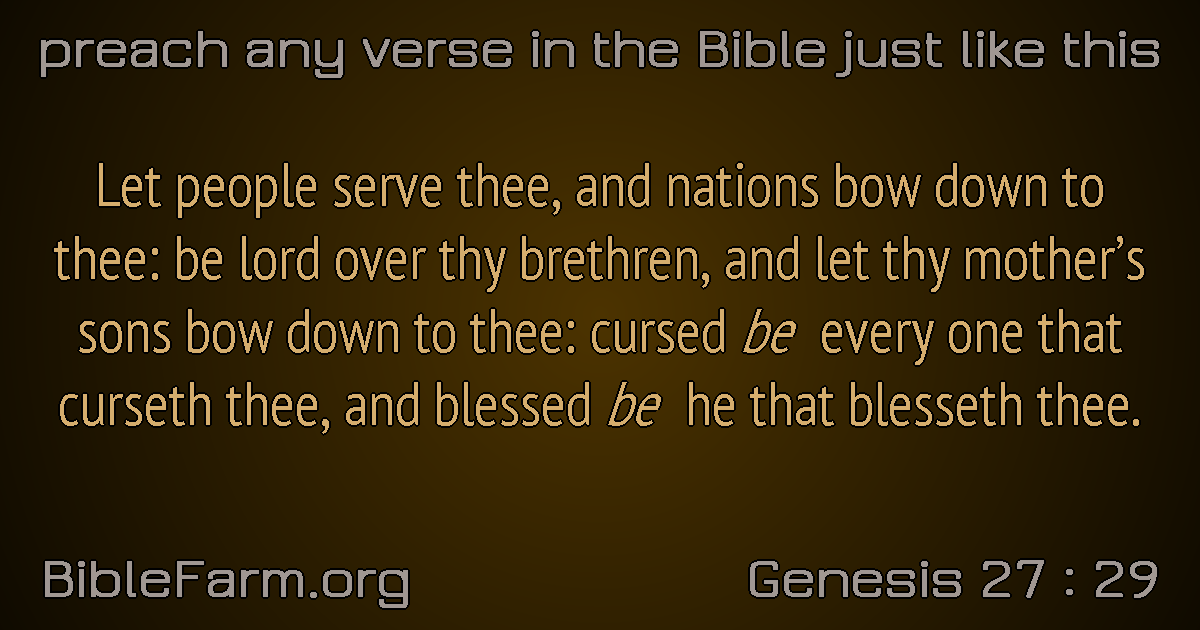 preach any verse in the Bible just like this
Let people serve thee, and nations bow down to
thee: be lord over thy brethren, and let thy mother’s
sons bow down to thee: cursed be every one that
curseth thee, and blessed be he that blesseth thee.
BibleFarm.org
Genesis 27 : 29